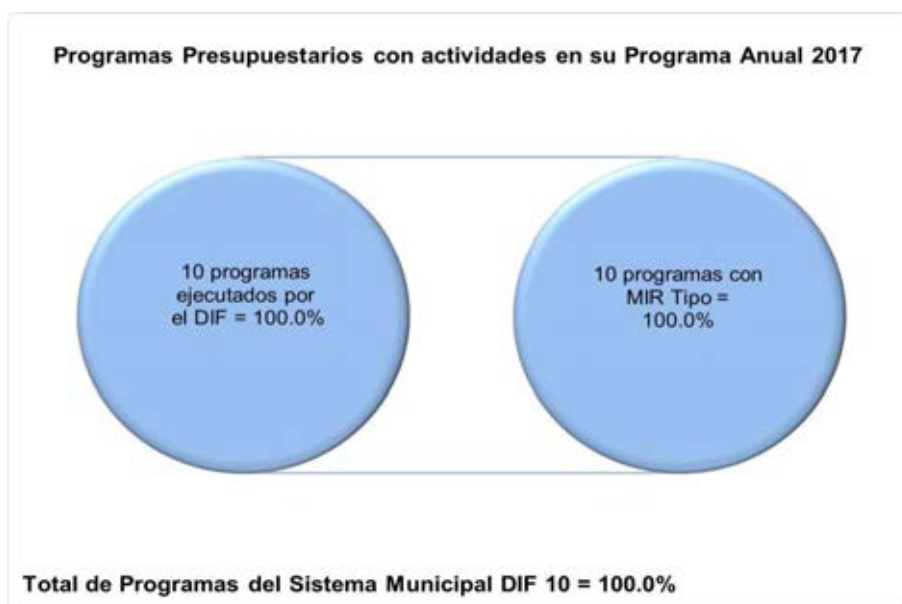 Programas Presupuestarios con actividades en su Programa Anual 2017
10 programas
ejecutados por
el DIF = 100.0%
10 programas con
MIR Tipo =
100.0%
Total de Programas del Sistema Municipal DIF 10 = 100.0%